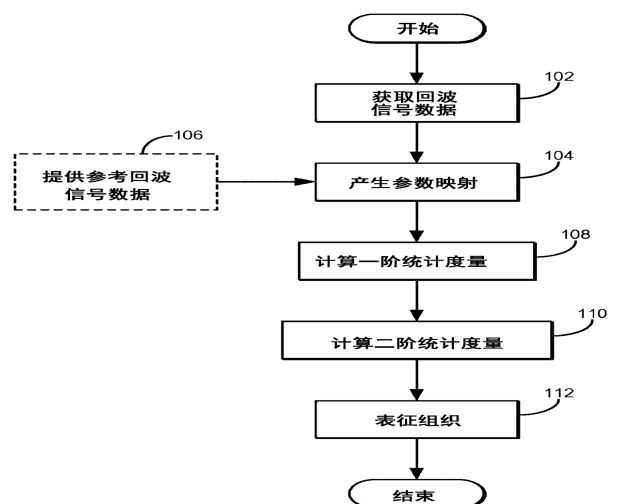 开始
102
获取回波
信号数据
106
提供参考回波
信号数据
104
产生参数映射
108
计算一阶统计度量
110
计算二阶统计度量
112
表征组织
结束